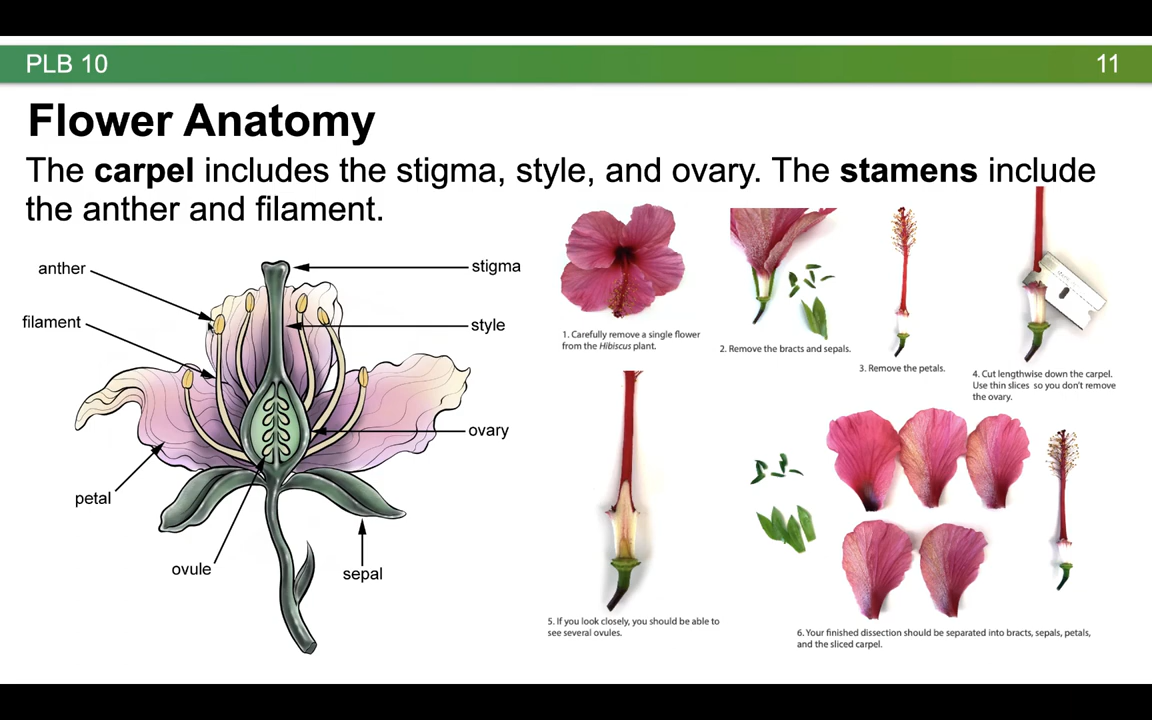 PLB 10
11
Flower Anatomy
The carpel includes the stigma, style, and ovary. The stamens include
the anther and filament.
anther
filament
petal
ovule
sepal
stigma
style
ovary
1. Carefully remove a single flower
from the Hibiscus plant.
2. Remove the bracts and sepals.
3. Remove the petals.
4. Cut lengthwise down the carpel.
Use thin slices so you don't remove
the ovary.
5. If you look closely, you should be able to
see several ovules.
6. Your finished dissection should be separated into bracts, sepals, petals,
and the sliced carpel.